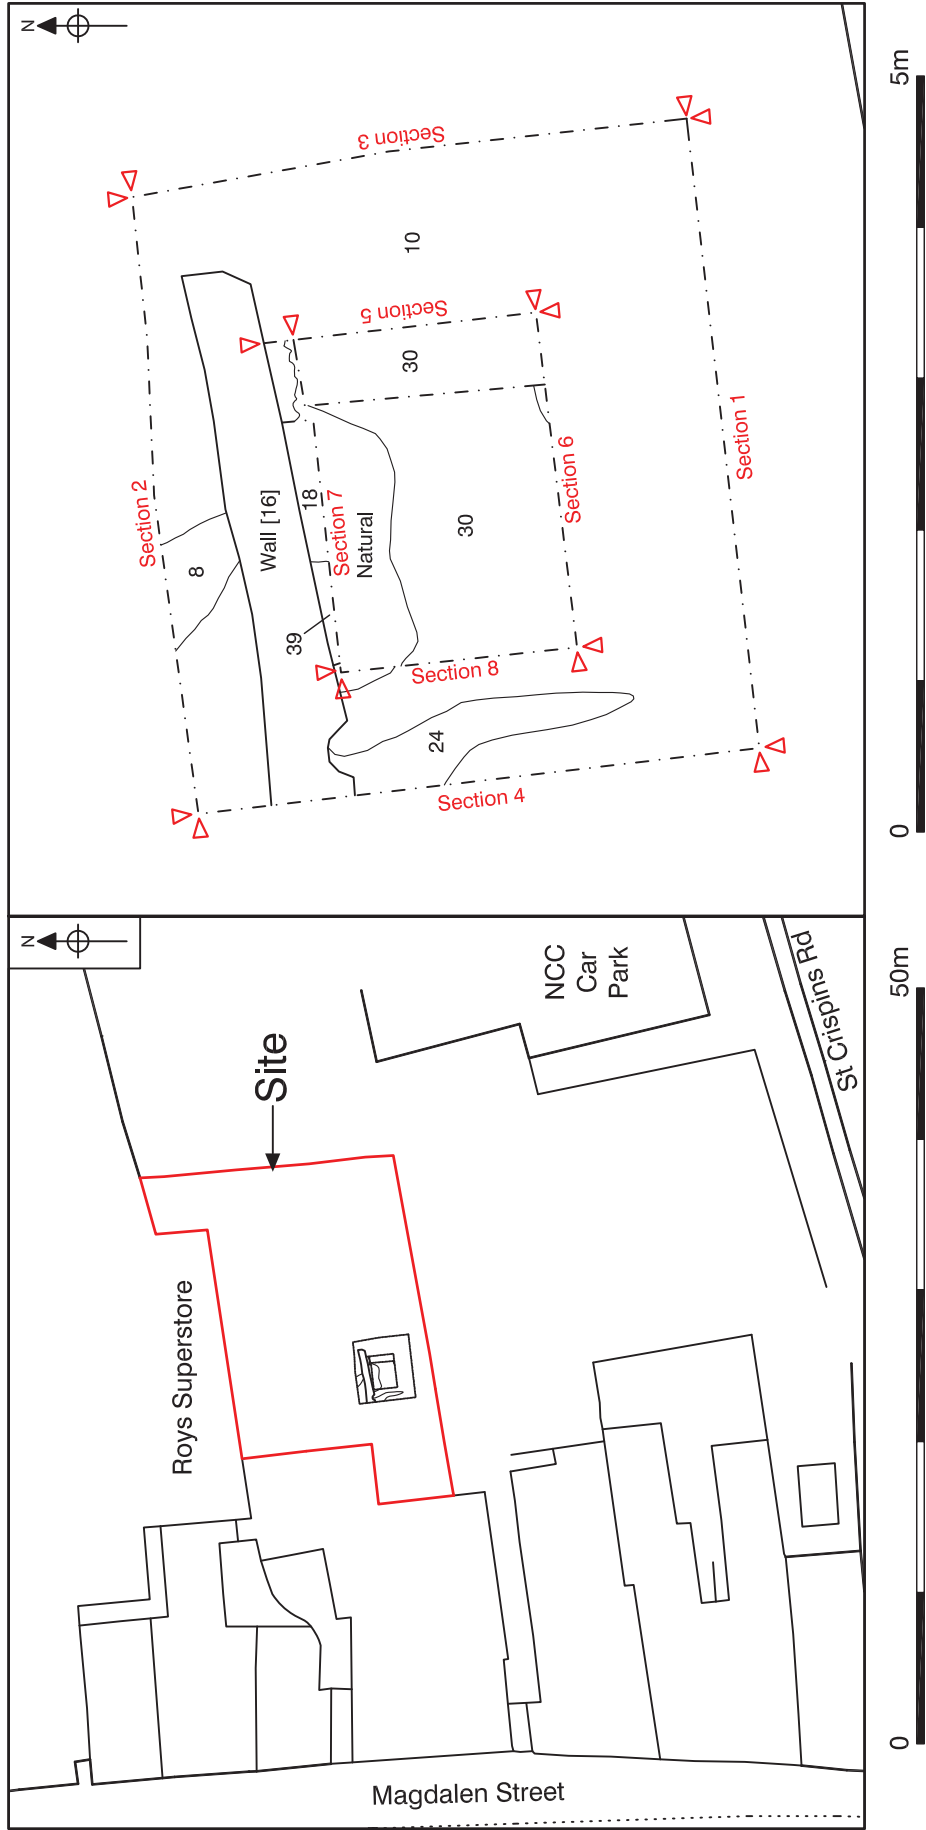 N
Roys Superstore
Site
NCC
Car
Park
Magdalen Street
St Crispins Rd
0
50m
N
Section 2
8
Wall [16]
39
18
Section 7
Natural
30
30
10
Section 5
Section 3
Section 8
Section 6
24
Section 4
Section 1
0
5m